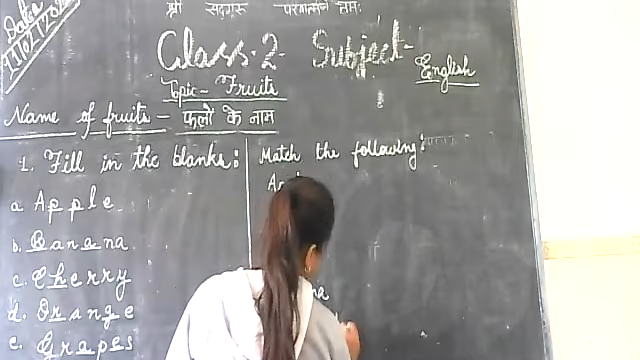 श्री सद्गुरु परमात्मने नमः
Class-2- Subject-
English
Topic- Fruits
Name of fruits - फलों के नाम
1. Fill in the blanks:
a. Apple
b. Banana
c. Cherry
d. Orange
e. Grapes
Match the following: